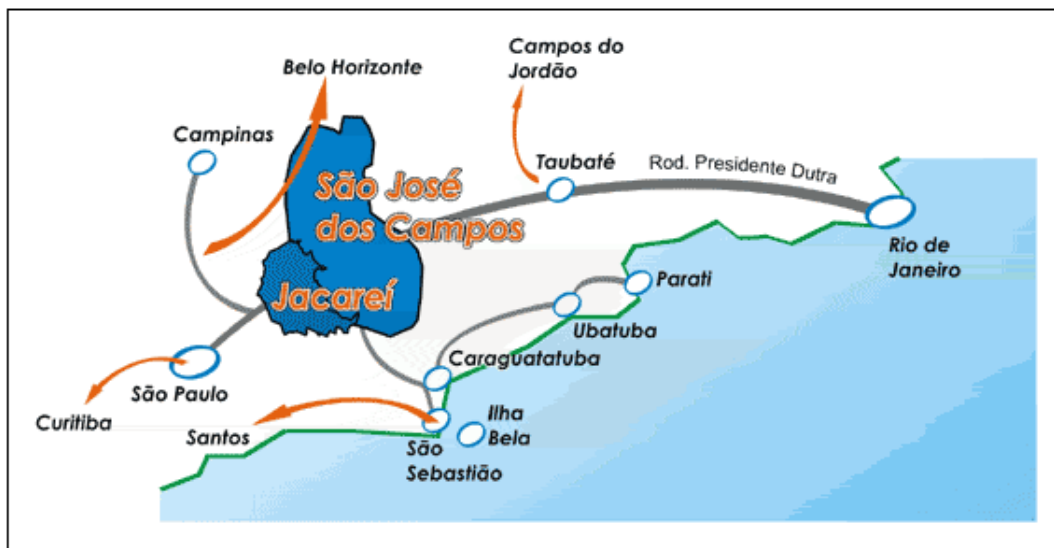 Campos do
Jordão
Belo Horizonte
Campinas
Taubaté
Rod. Presidente Dutra
São José
dos Campos
Rio de
Janeiro
Jacareí
Parati
Ubatuba
Caraguatatuba
São Paulo
Curitiba
Santos
Ilha
Bela
São
Sebastião